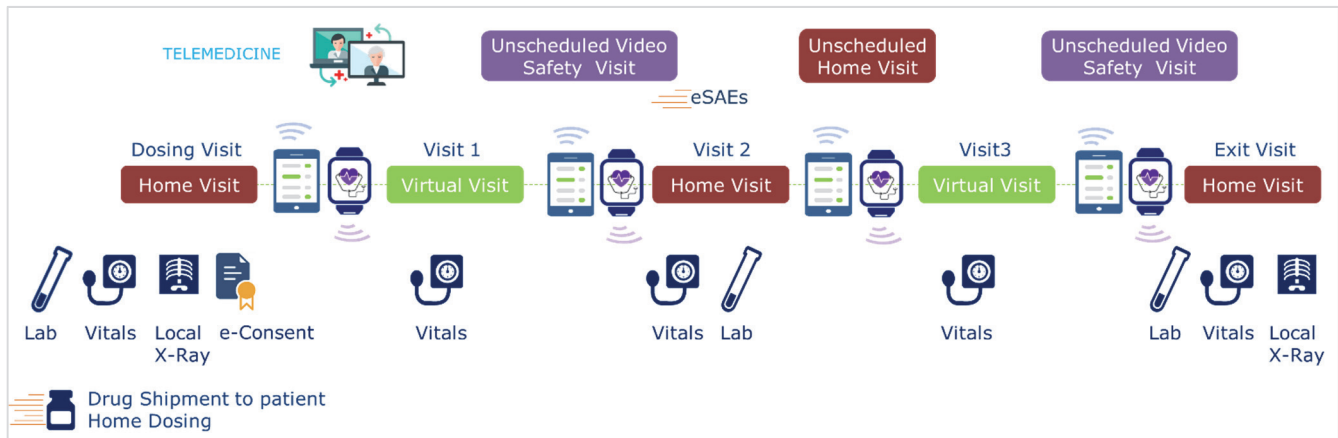 TELEMEDICINE
Unscheduled Video
Safety Visit
Unscheduled
Home Visit
Unscheduled Video
Safety Visit
eSAEs
Dosing Visit
Visit 1
Visit 2
Visit3
Exit Visit
Home Visit
Virtual Visit
Home Visit
Virtual Visit
Home Visit
Lab
Vitals
Local
X-Ray
e-Consent
Vitals
Vitals
Lab
Vitals
Lab
Vitals
Local
X-Ray
Drug Shipment to patient
Home Dosing